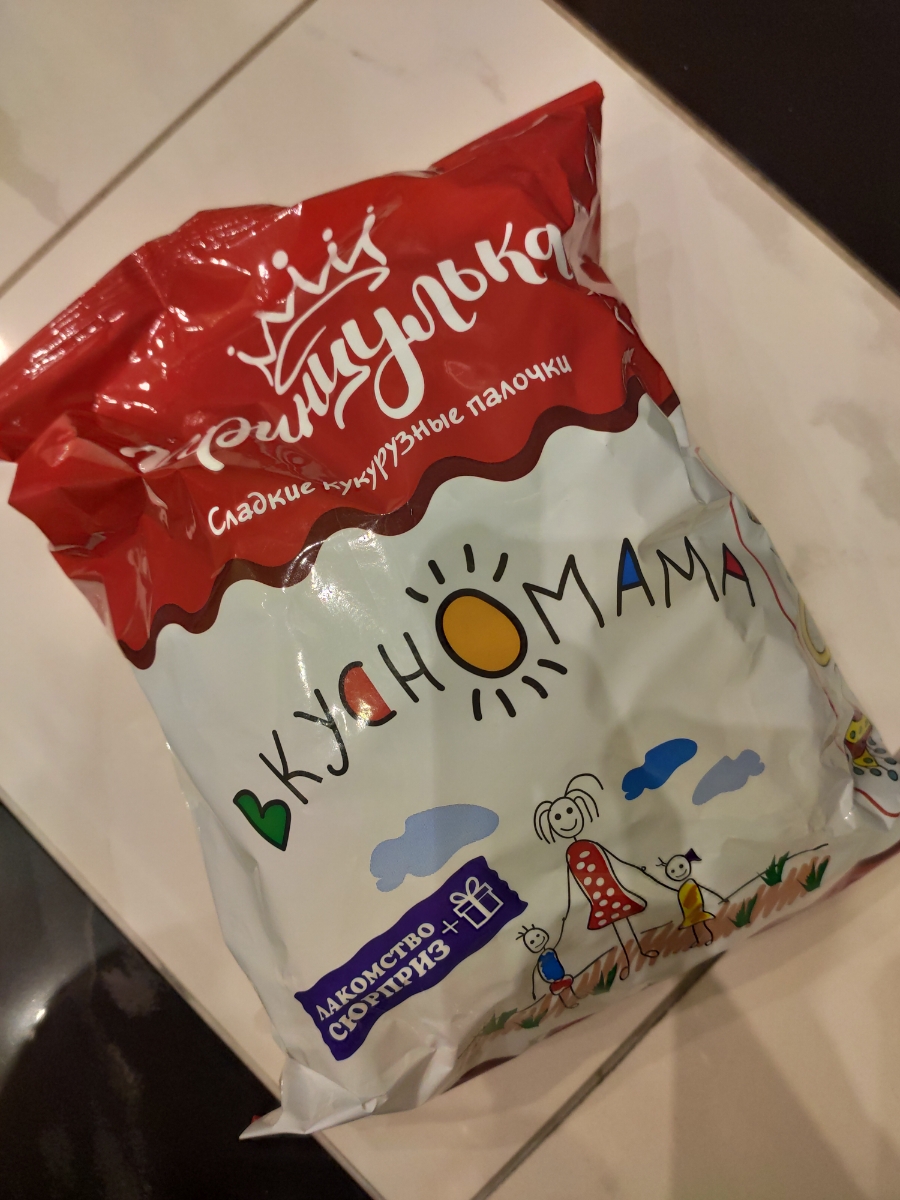 Принцулька
Сладкие кукурузные палочки
ВКУСНОМАМА
ЛАКОМСТВО
+
СЮРПРИЗ